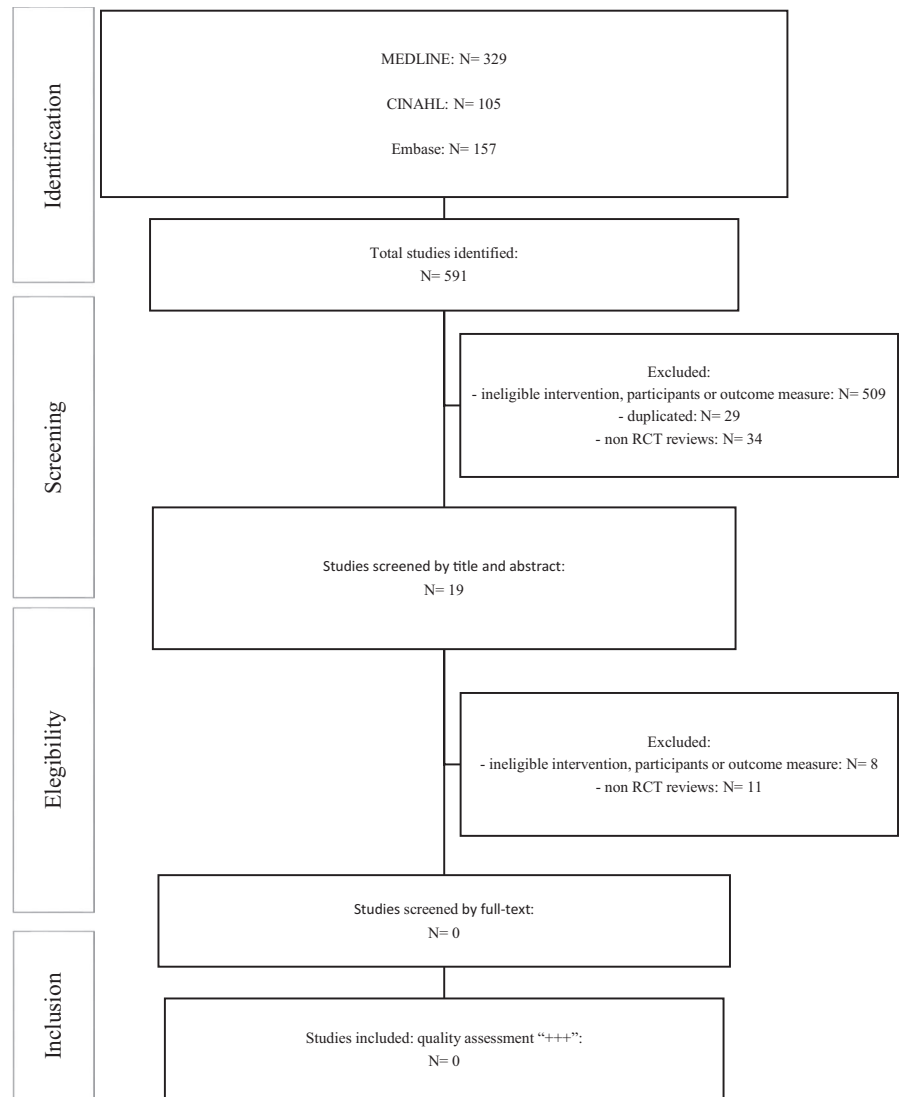 Identification
MEDLINE: N= 329
CINAHL: N= 105
Embase: N= 157
Total studies identified:
N= 591
Screening
Excluded:
- ineligible intervention, participants or outcome measure: N= 509
- duplicated: N= 29
- non RCT reviews: N= 34
Studies screened by title and abstract:
N= 19
Elegibility
Excluded:
- ineligible intervention, participants or outcome measure: N= 8
- non RCT reviews: N= 11
Studies screened by full-text:
N= 0
Inclusion
Studies included: quality assessment “+++”:
N= 0